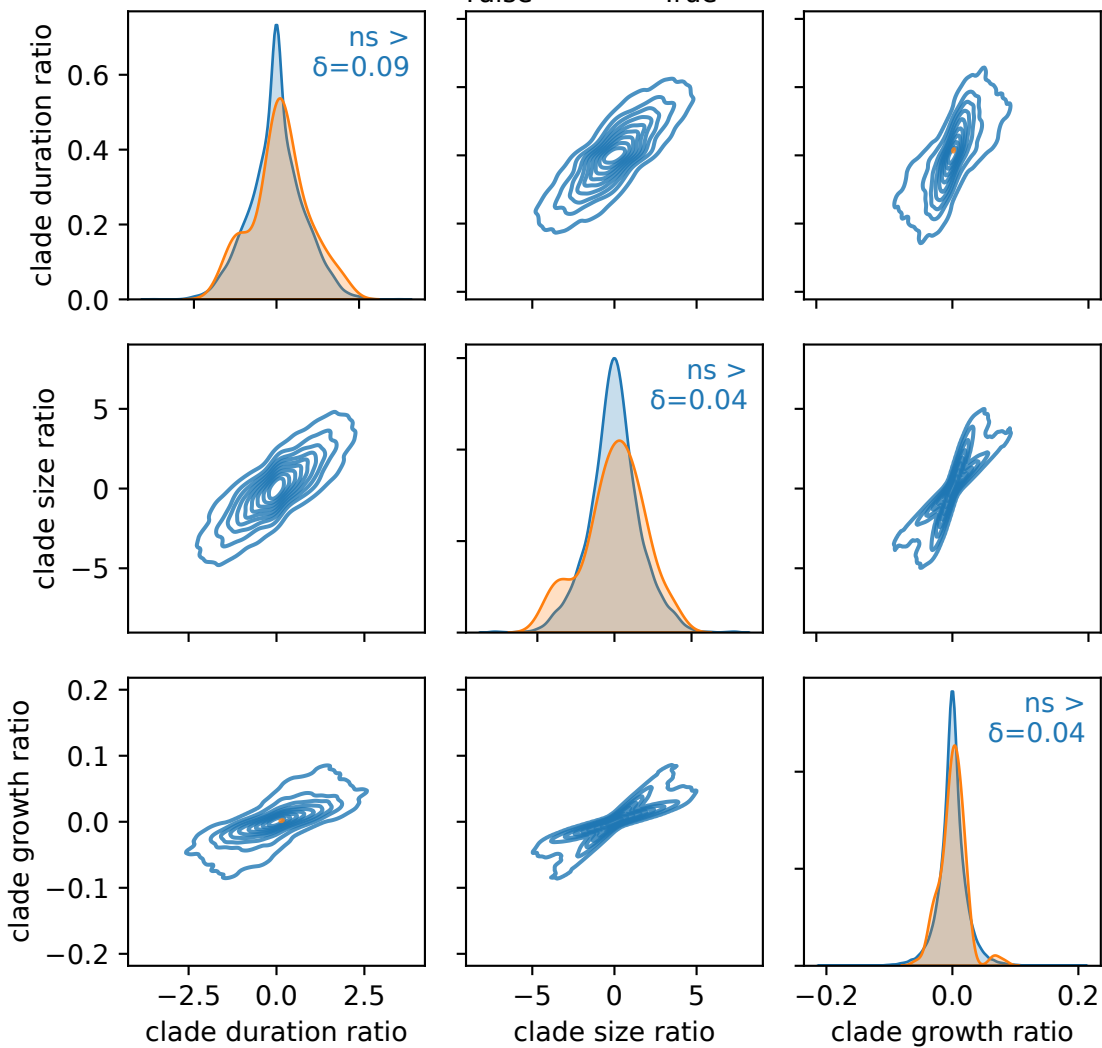 clade duration ratio
0.6
0.4
0.2
0.0
ns >
δ=0.09
clade size ratio
5
0
−5
ns >
δ=0.04
clade growth ratio
0.2
0.1
0.0
−0.1
−0.2
ns >
δ=0.04
−2.5 0.0 2.5
−5 0 5
−0.2 0.0 0.2
clade duration ratio
clade size ratio
clade growth ratio